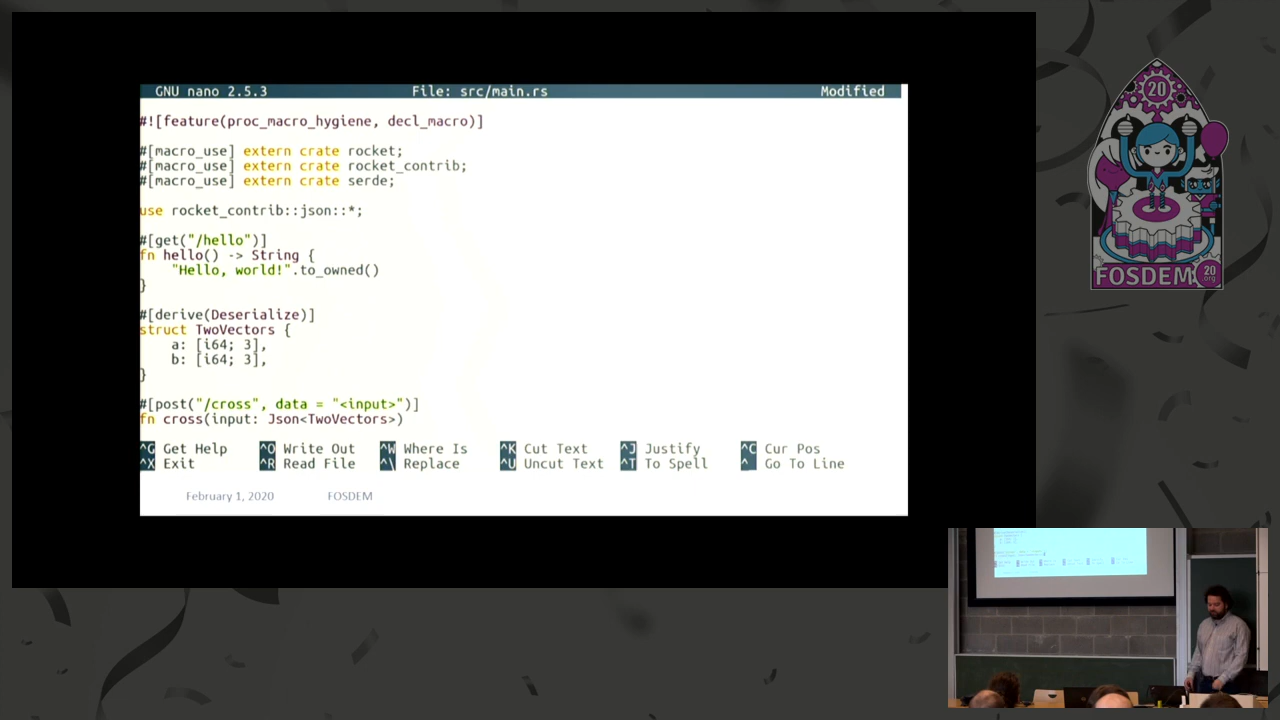 GNU nano 2.5.3 File: src/main.rs Modified
#![feature(proc_macro_hygiene, decl_macro)]
#[macro_use] extern crate rocket;
#[macro_use] extern crate rocket_contrib;
#[macro_use] extern crate serde;
use rocket_contrib::json::*;
#[get("/hello")]
fn hello() -> String {
"Hello, world!".to_owned()
}
#[derive(Deserialize)]
struct TwoVectors {
a: [i64; 3],
b: [i64; 3],
}
#[post("/cross", data = "<input>")]
fn cross(input: Json<TwoVectors>)
^G Get Help ^O Write Out ^W Where Is ^K Cut Text ^J Justify ^C Cur Pos
^X Exit ^R Read File ^\ Replace ^U Uncut Text ^T To Spell ^ Go To Line
February 1, 2020 FOSDEM
20
FOSDEM 20
.org